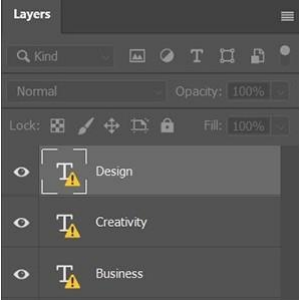 Layers
Kind
Normal Opacity: 100%
Lock: Fill: 100%
Design
Creativity
Business